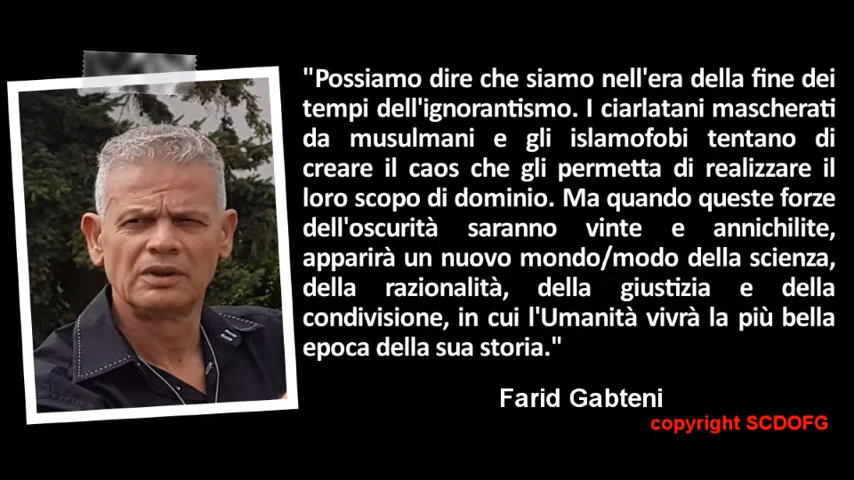 "Possiamo dire che siamo nell'era della fine dei
tempi dell'ignorantismo. I ciarlatani mascherati
da musulmani e gli islamofobi tentano di
creare il caos che gli permetta di realizzare il
loro scopo di dominio. Ma quando queste forze
dell'oscurità saranno vinte e annichilite,
apparirà un nuovo mondo/modo della scienza,
della razionalità, della giustizia e della
condivisione, in cui l'Umanità vivrà la più bella
epoca della sua storia."
Farid Gabteni
copyright SCDOFG